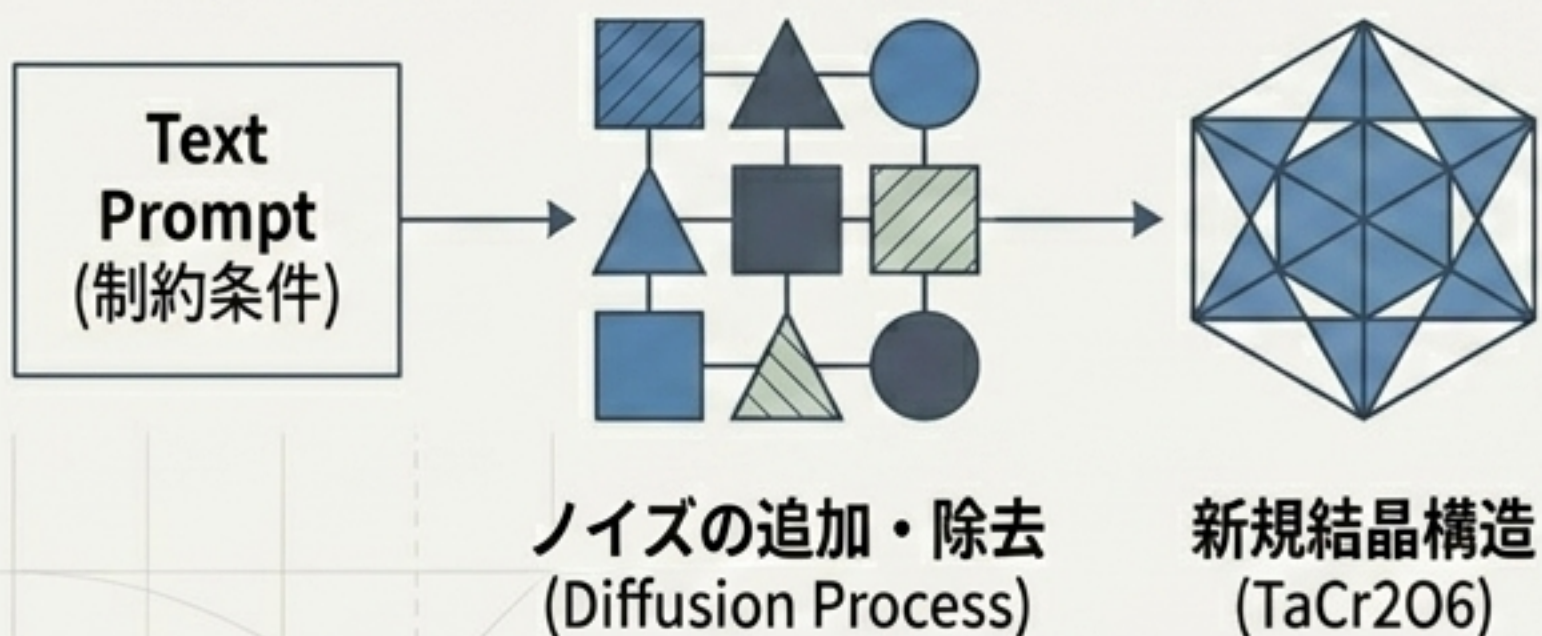 Text
Prompt
(制約条件)
ノイズの追加・除去
(Diffusion Process)
新規結晶構造
(TaCr2O6)